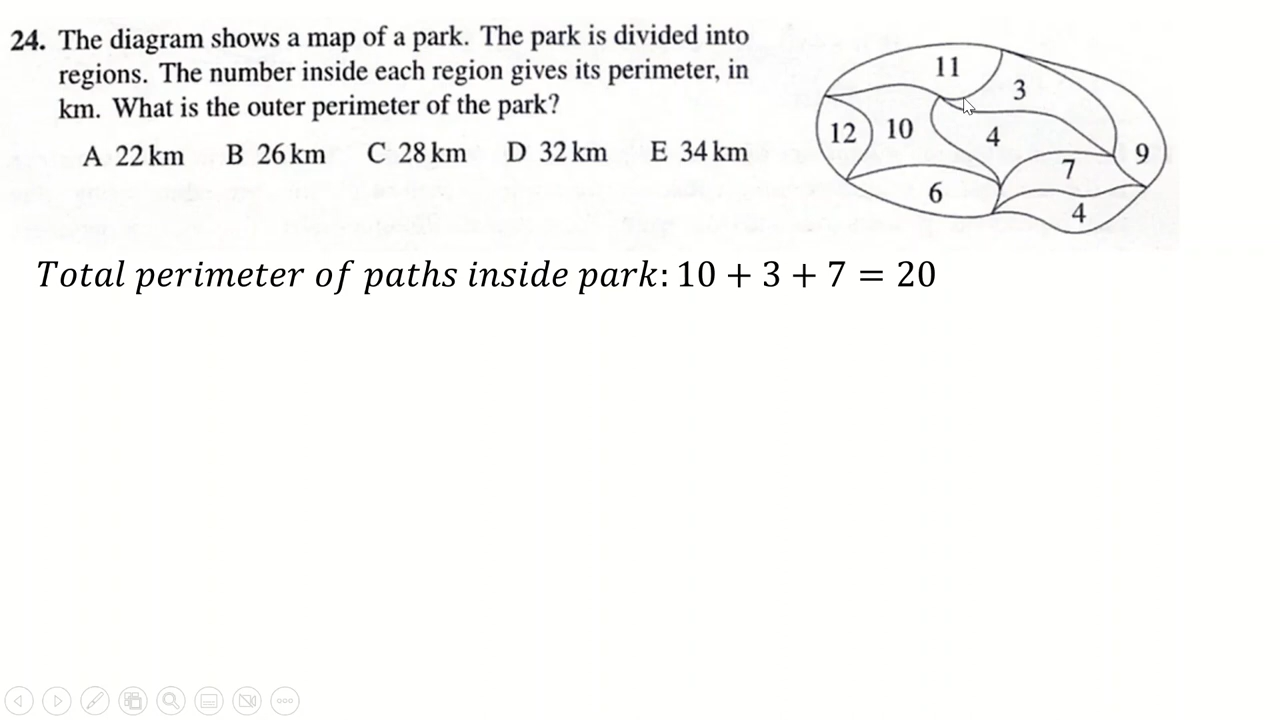 24. The diagram shows a map of a park. The park is divided into
regions. The number inside each region gives its perimeter, in
km. What is the outer perimeter of the park?
A 22 km B 26 km C 28 km D 32 km E 34 km
11
3
12
10
4
9
7
6
4
Total perimeter of paths inside park: 10 + 3 + 7 = 20